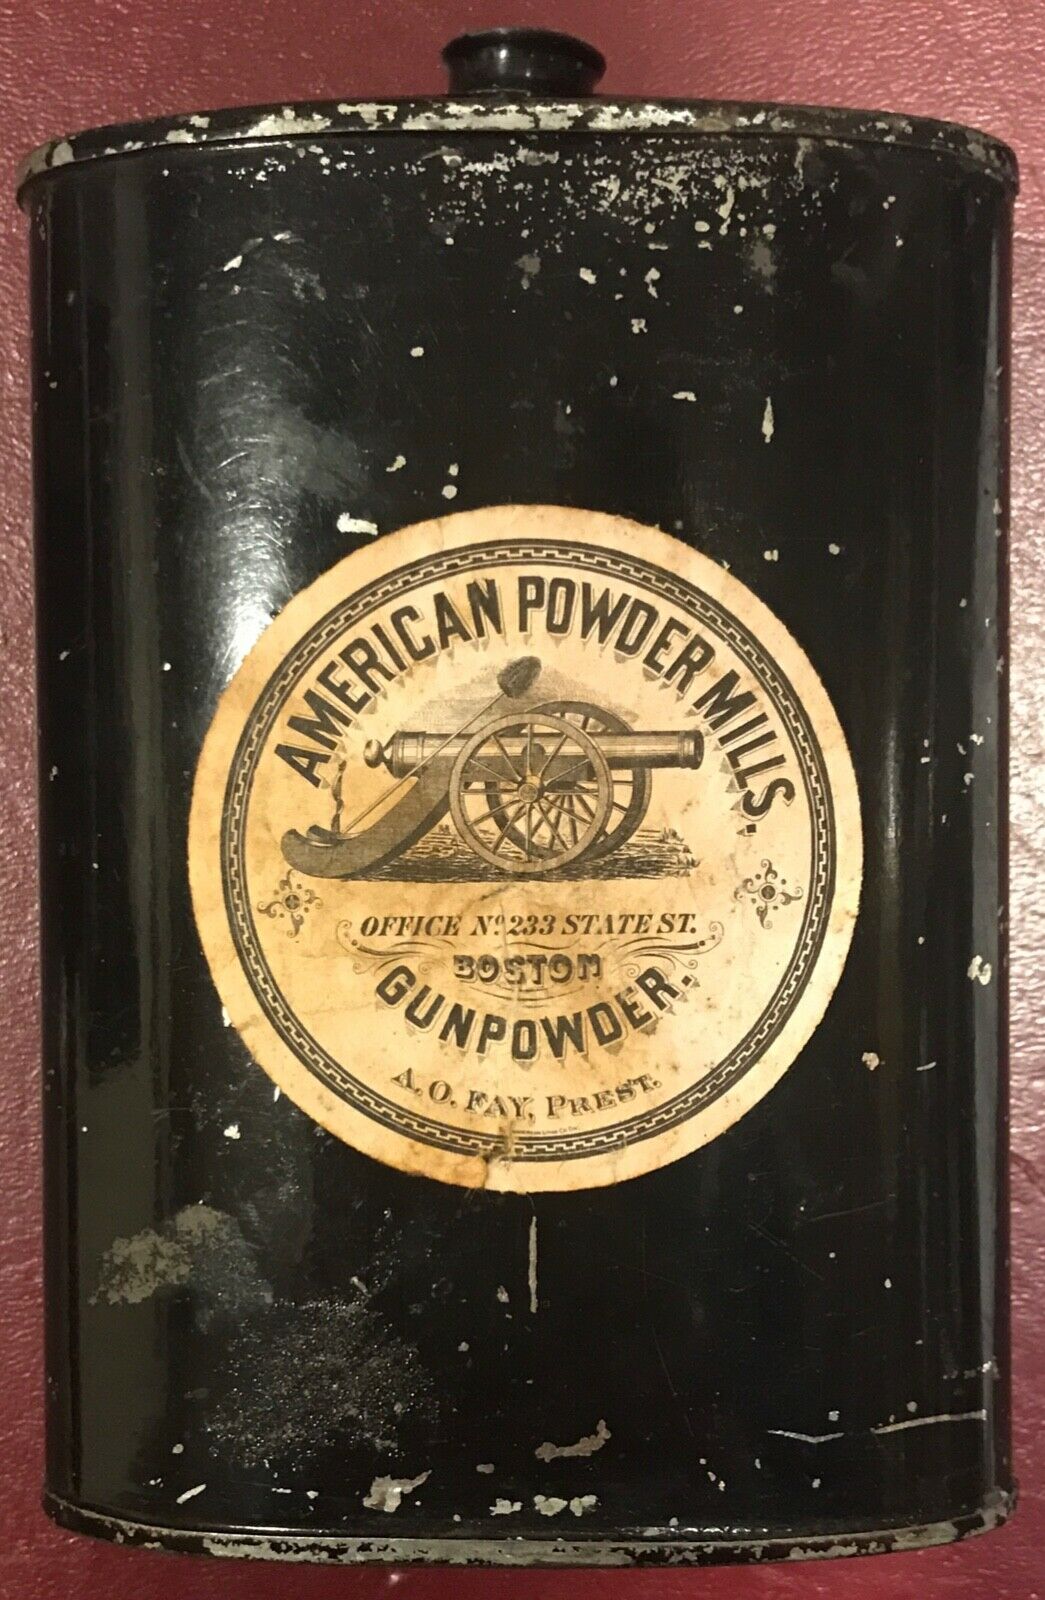 AMERICAN POWDER MILLS.
OFFICE Nº 233 STATE ST.
BOSTON
GUNPOWDER.
A. O. FAY, PREST.